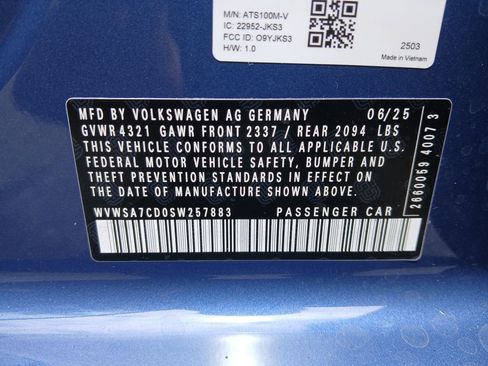 M/N: ATS100M-V
IC: 22952-JKS3
FCC ID: O9YJKS3
H/W: 1.0
2503
Made in Vietnam
MFD BY VOLKSWAGEN AG GERMANY 06/25
GVWR 4321 GAWR FRONT 2337 / REAR 2094 LBS
THIS VEHICLE CONFORMS TO ALL APPLICABLE U.S.
FEDERAL MOTOR VEHICLE SAFETY, BUMPER AND
THEFT PREVENTION STANDARDS IN EFFECT ON THE
DATE OF MANUFACTURE SHOWN ABOVE.
WVWSA7CD0SW257883 PASSENGER CAR
2660059 4007 3